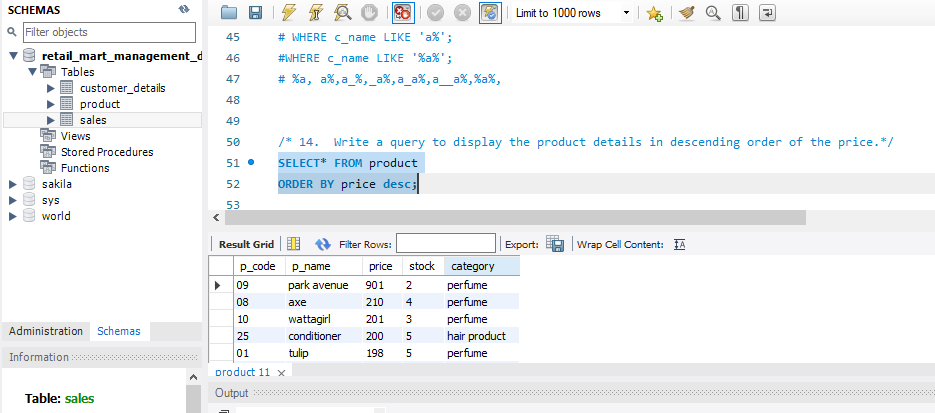 SCHEMAS
Filter objects
retail_mart_management_d
Tables
customer_details
product
sales
Views
Stored Procedures
Functions
sakila
sys
world
Administration Schemas
Information
Table: sales
Limit to 1000 rows
45 # WHERE c_name LIKE 'a%';
46 #WHERE c_name LIKE '%a%';
47 # %a, a%,a_%,_a%,a_a%,a__a%,%a%,
48
49
50 /* 14.  Write a query to display the product details in descending order of the price.*/
51 SELECT* FROM product
52 ORDER BY price desc;
53
Result Grid Filter Rows: Export: Wrap Cell Content:
p_code p_name price stock category
09 park avenue 901 2 perfume
08 axe 210 4 perfume
10 wattagirl 201 3 perfume
25 conditioner 200 5 hair product
01 tulip 198 5 perfume
product 11
Output